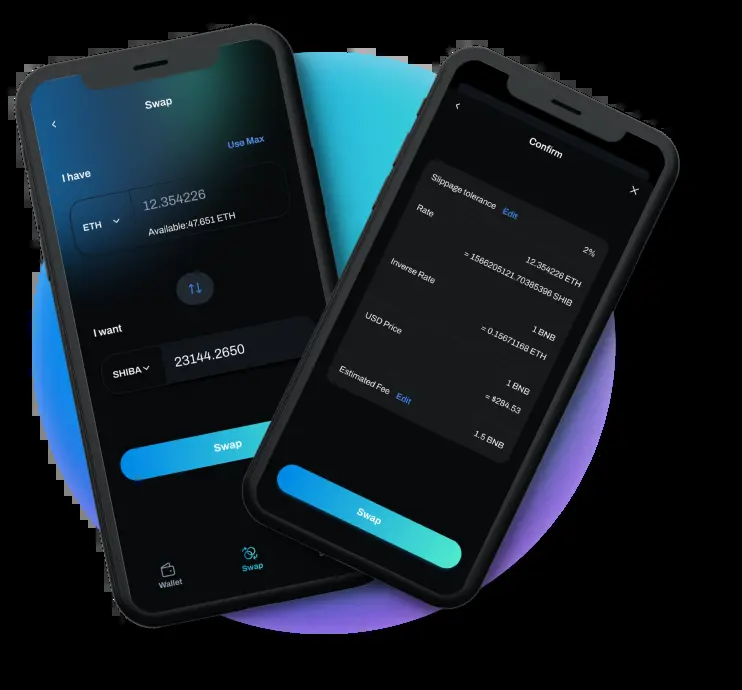 Swap
Use Max
I have
ETH
12.354226
Available:47.651 ETH
I want
SHIBA
23144.2650
Swap
Wallet
Swap
Confirm
Slippage tolerance Edit
2%
Rate
12.354226 ETH
= 1566205121.70385396 SHIB
Inverse Rate
1 BNB
= 0.15671168 ETH
USD Price
1 BNB
= $284.53
Estimated Fee Edit
1.5 BNB
Swap